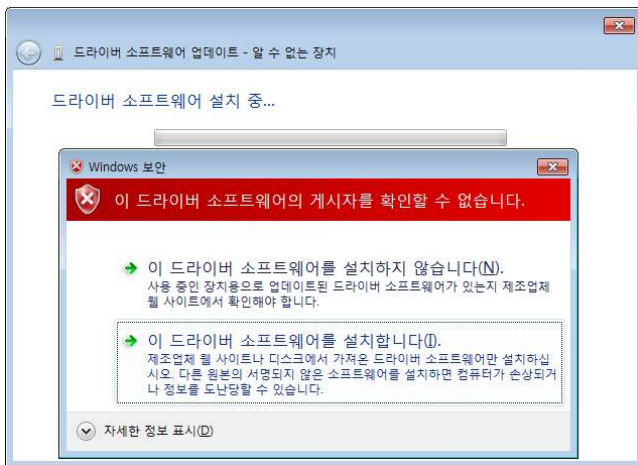 드라이버 소프트웨어 업데이트 - 알 수 없는 장치
드라이버 소프트웨어 설치 중...
Windows 보안
이 드라이버 소프트웨어의 게시자를 확인할 수 없습니다.
이 드라이버 소프트웨어를 설치하지 않습니다(N).
사용 중인 장치용으로 업데이트된 드라이버 소프트웨어가 있는지 제조업체
웹 사이트에서 확인해야 합니다.
이 드라이버 소프트웨어를 설치합니다(I).
제조업체 웹 사이트나 디스크에서 가져온 드라이버 소프트웨어만 설치하십
시오. 다른 원본의 서명되지 않은 소프트웨어를 설치하면 컴퓨터가 손상되거
나 정보를 도난당할 수 있습니다.
자세한 정보 표시(D)